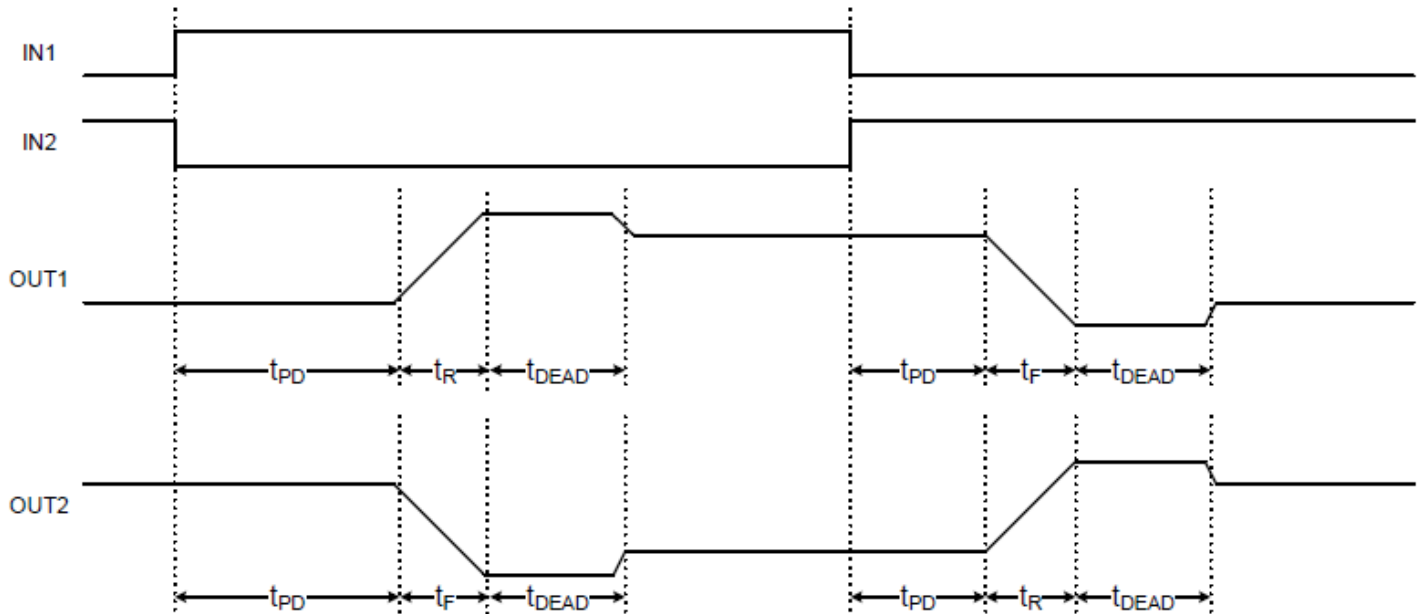 IN1
IN2
OUT1
tPD tR tDEAD tPD tF tDEAD
OUT2
tPD tF tDEAD tPD tR tDEAD